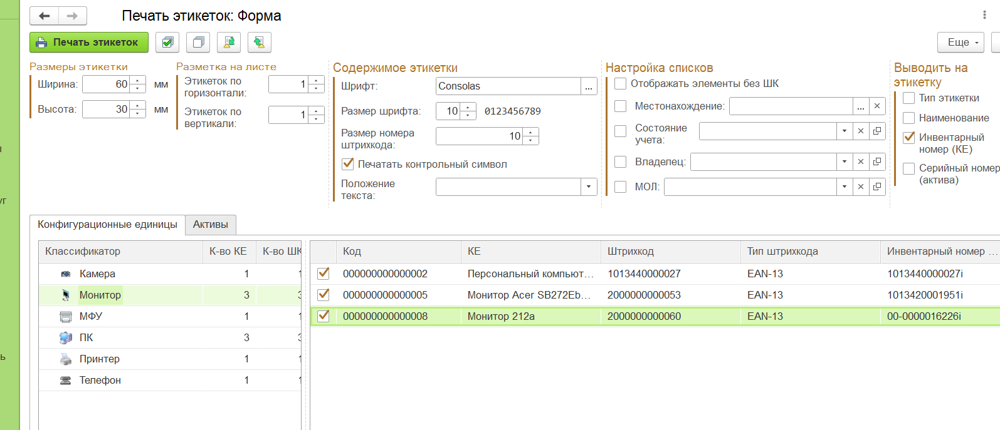 Печать этикеток: Форма
Печать этикеток
Еще
Размеры этикетки
Ширина: 60 мм
Высота: 30 мм
Разметка на листе
Этикеток по
горизонтали: 1
Этикеток по
вертикали: 1
Содержимое этикетки
Шрифт: Consolas ...
Размер шрифта: 10 0123456789
Размер номера
штрихкода: 10
Печатать контрольный символ
Положение
текста:
Настройка списков
Отображать элементы без ШК
Местонахождение: ...
Состояние
учета:
Владелец:
МОЛ:
Выводить на
этикетку
Тип этикетки
Наименование
Инвентарный
номер (КЕ)
Серийный номер
(актива)
уг
ь
Конфигурационные единицы Активы
Классификатор К-во КЕ К-во ШК
Камера 1 1
Монитор 3 3
МФУ 1 1
ПК 3 3
Принтер 1 1
Телефон 1 1
Код КЕ Штрихкод Тип штрихкода Инвентарный номер ...
000000000000002 Персональный компьют... 1013440000027 EAN-13 1013440000027i
000000000000005 Монитор Acer SB272Eb... 2000000000053 EAN-13 1013420001951i
000000000000008 Монитор 212а 2000000000060 EAN-13 00-0000016226i